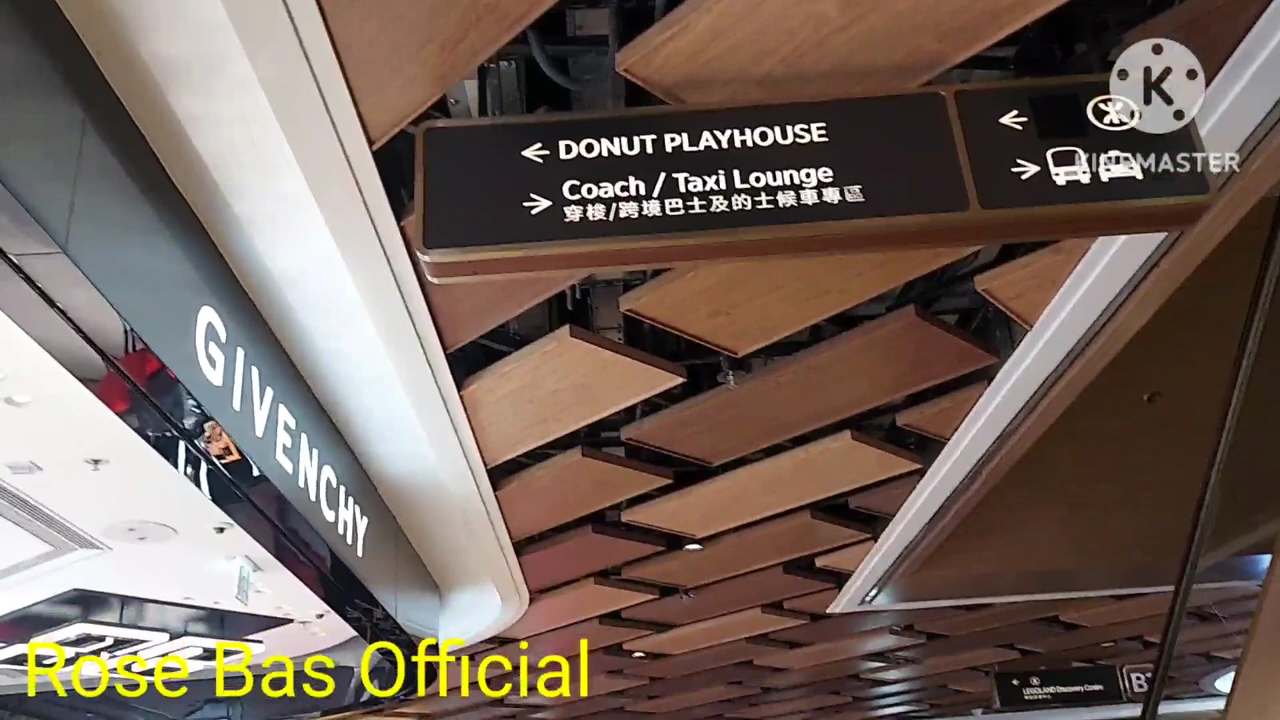 DONUT PLAYHOUSE
Coach / Taxi Lounge
穿梭/跨境巴士及的士候車專區
K
KINEMASTER
GIVENCHY
Rose Bas Official
LEGOLAND Discovery Centre
B